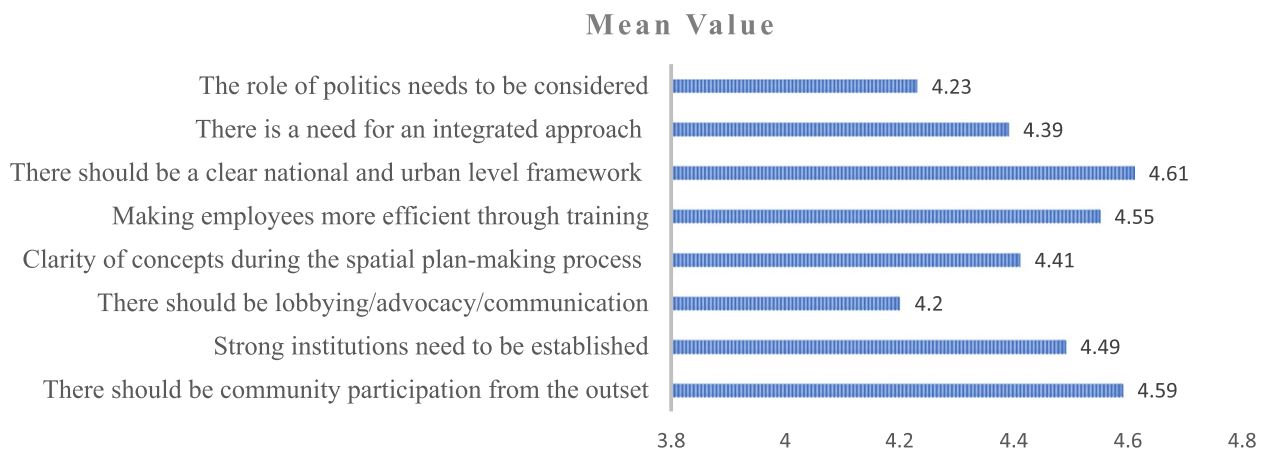 Mean Value
The role of politics needs to be considered 4.23
There is a need for an integrated approach 4.39
There should be a clear national and urban level framework 4.61
Making employees more efficient through training 4.55
Clarity of concepts during the spatial plan-making process 4.41
There should be lobbying/advocacy/communication 4.2
Strong institutions need to be established 4.49
There should be community participation from the outset 4.59
3.8 4 4.2 4.4 4.6 4.8